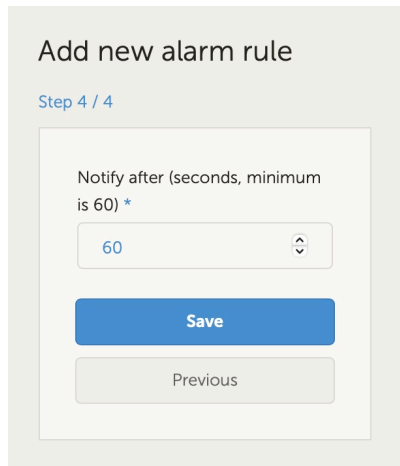 Add new alarm rule
Step 4 / 4
Notify after (seconds, minimum
is 60) *
60
Save
Previous